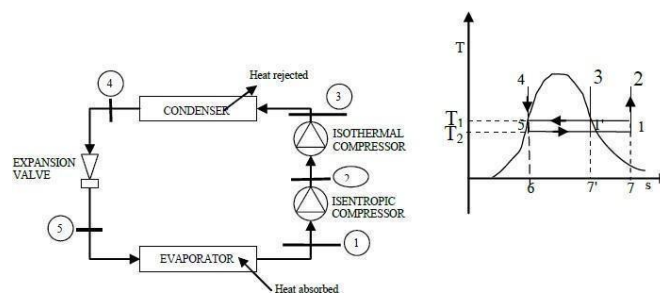 4
Heat rejected
CONDENSER
3
ISOTHERMAL
COMPRESSOR
EXPANSION
VALVE
2
ISENTROPIC
COMPRESSOR
5
1
EVAPORATOR
Heat absorbed
T
4
3
2
T1
5
1'
1
T2
6
7'
7
s